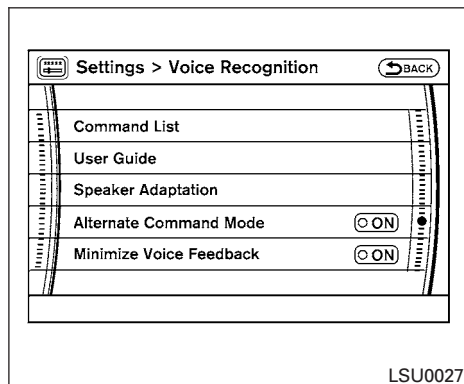 Settings > Voice Recognition BACK
Command List
User Guide
Speaker Adaptation
Alternate Command Mode ON
Minimize Voice Feedback ON
LSU0027